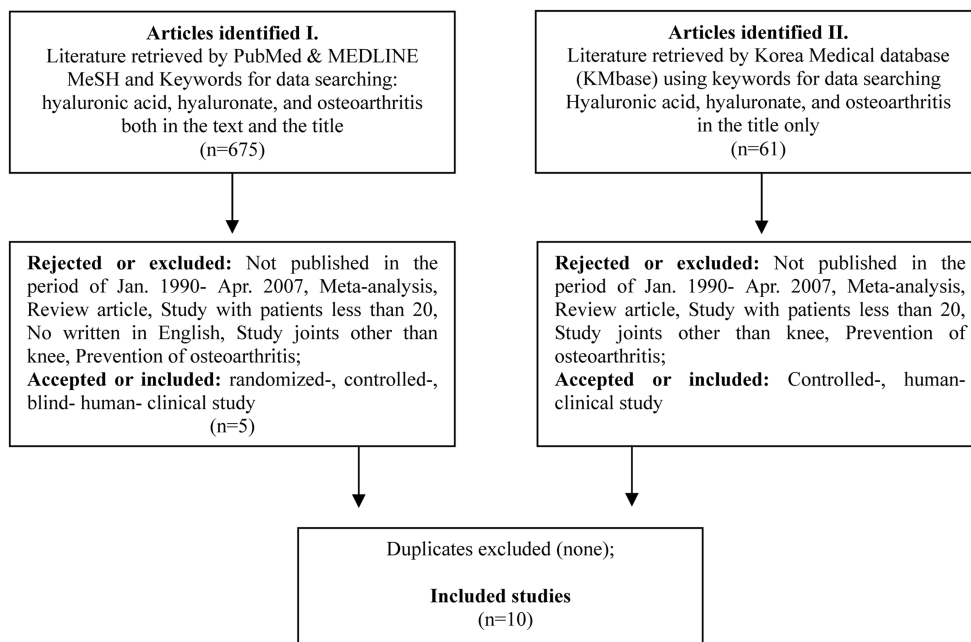 Articles identified I.
Literature retrieved by PubMed & MEDLINE
MeSH and Keywords for data searching:
hyaluronic acid, hyaluronate, and osteoarthritis
both in the text and the title
(n=675)
Articles identified II.
Literature retrieved by Korea Medical database
(KMbase) using keywords for data searching
Hyaluronic acid, hyaluronate, and osteoarthritis
in the title only
(n=61)
Rejected or excluded: Not published in the
period of Jan. 1990- Apr. 2007, Meta-analysis,
Review article, Study with patients less than 20,
No written in English, Study joints other than
knee, Prevention of osteoarthritis;
Accepted or included: randomized-, controlled-,
blind- human- clinical study
(n=5)
Rejected or excluded: Not published in the
period of Jan. 1990- Apr. 2007, Meta-analysis,
Review article, Study with patients less than 20,
Study joints other than knee, Prevention of
osteoarthritis;
Accepted or included: Controlled-, human-
clinical study
Duplicates excluded (none);
Included studies
(n=10)